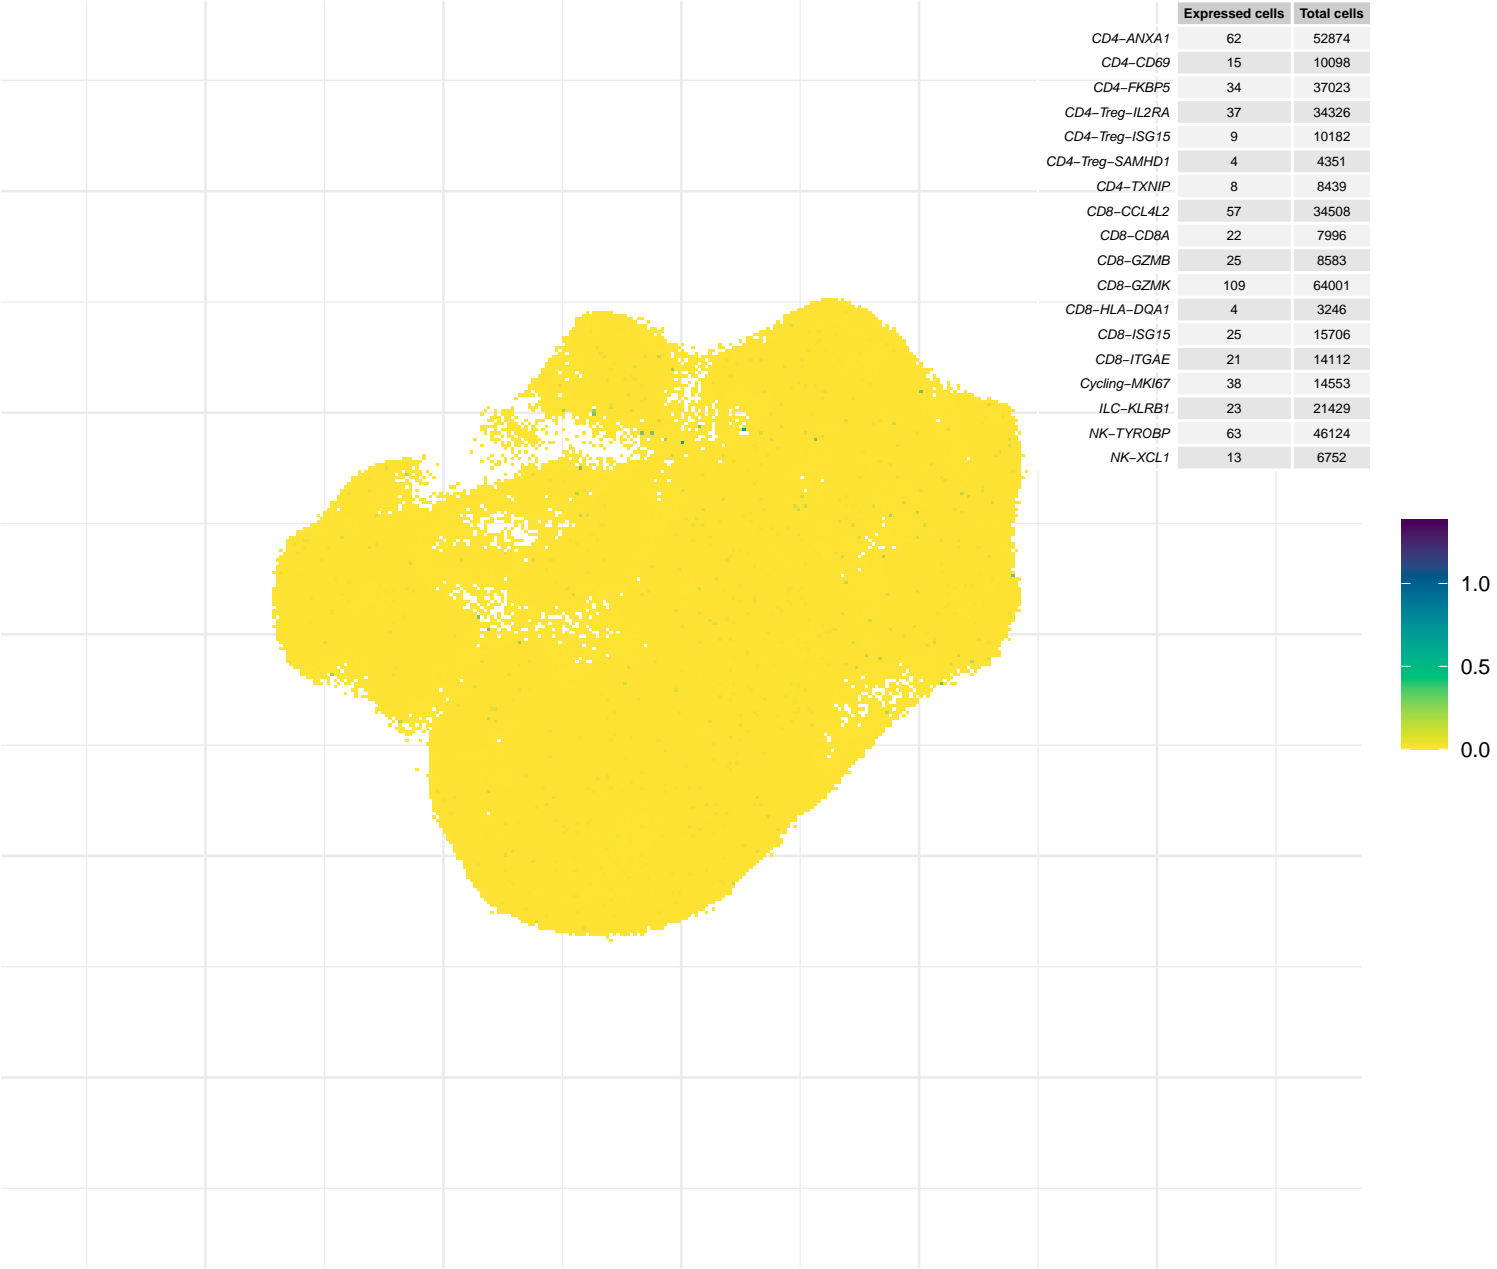 Expressed cells Total cells
CD4−ANXA1 62 52874
CD4−CD69 15 10098
CD4−FKBP5 34 37023
CD4−Treg−IL2RA 37 34326
CD4−Treg−ISG15 9 10182
CD4−Treg−SAMHD1 4 4351
CD4−TXNIP 8 8439
CD8−CCL4L2 57 34508
CD8−CD8A 22 7996
CD8−GZMB 25 8583
CD8−GZMK 109 64001
CD8−HLA−DQA1 4 3246
CD8−ISG15 25 15706
CD8−ITGAE 21 14112
Cycling−MKI67 38 14553
ILC−KLRB1 23 21429
NK−TYROBP 63 46124
NK−XCL1 13 6752
1.0
0.5
0.0